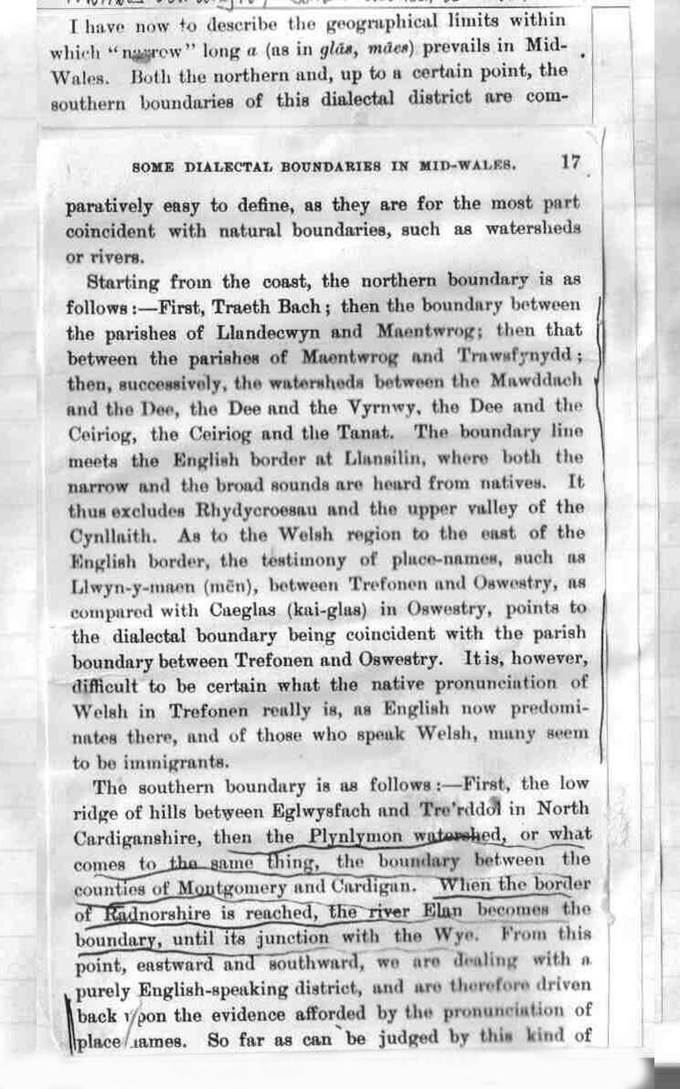 I have now to describe the geographical limits within
which "narrow" long a (as in glâs, mâes) prevails in Mid-
Wales. Both the northern and, up to a certain point, the
southern boundaries of this dialectal district are com-
SOME DIALECTAL BOUNDARIES IN MID-WALES. 17
paratively easy to define, as they are for the most part
coincident with natural boundaries, such as watersheds
or rivers.
Starting from the coast, the northern boundary is as
follows:—First, Traeth Bach; then the boundary between
the parishes of Llandecwyn and Maentwrog; then that
between the parishes of Maentwrog and Trawsfynydd;
then, successively, the watersheds between the Mawddach
and the Dee, the Dee and the Vyrnwy, the Dee and the
Ceiriog, the Ceiriog and the Tanat. The boundary line
meets the English border at Llansilin, where both the
narrow and the broad sounds are heard from natives. It
thus excludes Rhydycroesau and the upper valley of the
Cynllaith. As to the Welsh region to the east of the
English border, the testimony of place-names, such as
Llwyn-y-maen (mēn), between Trefonen and Oswestry, as
compared with Caeglas (kai-glas) in Oswestry, points to
the dialectal boundary being coincident with the parish
boundary between Trefonen and Oswestry. It is, however,
difficult to be certain what the native pronunciation of
Welsh in Trefonen really is, as English now predomi-
nates there, and of those who speak Welsh, many seem
to be immigrants.
The southern boundary is as follows:—First, the low
ridge of hills between Eglwysfach and Tre'rddol in North
Cardiganshire, then the Plynlymon watershed, or what
comes to the same thing, the boundary between the
counties of Montgomery and Cardigan. When the border
of Radnorshire is reached, the river Elan becomes the
boundary, until its junction with the Wye. From this
point, eastward and southward, we are dealing with a
purely English-speaking district, and are therefore driven
back upon the evidence afforded by the pronunciation of
place names. So far as can be judged by this kind of